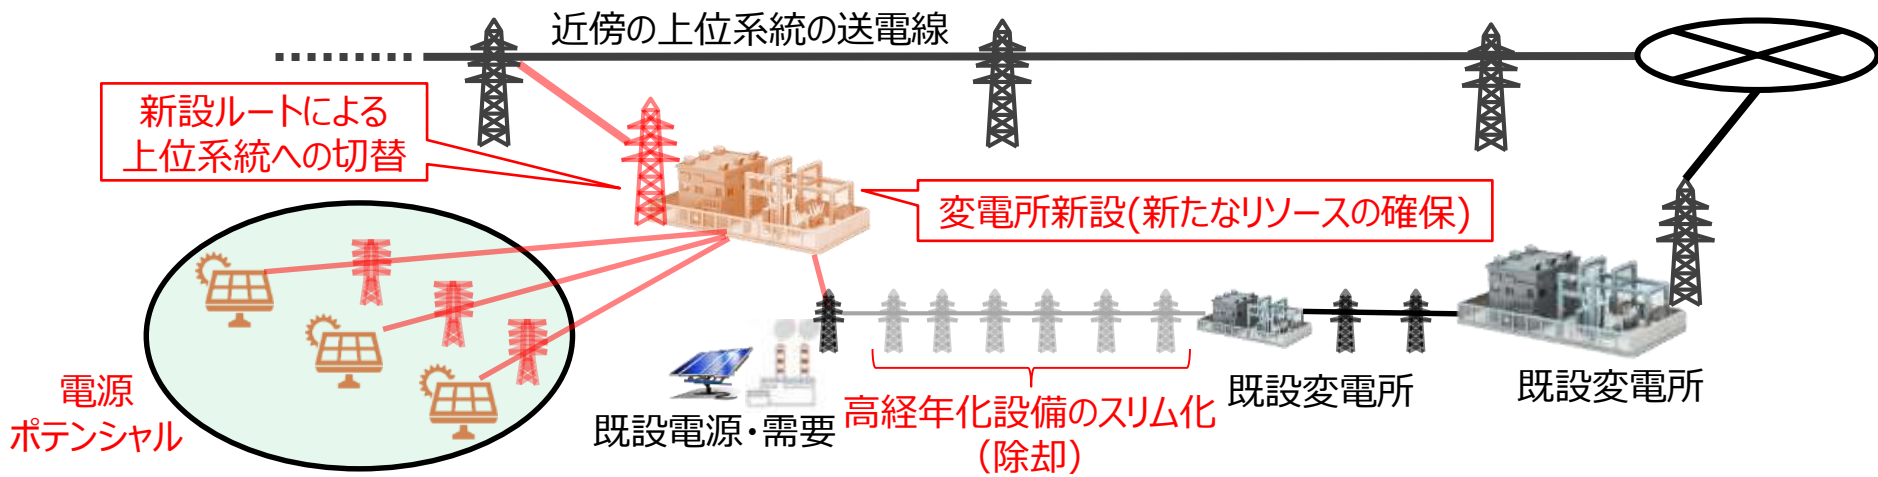 近傍の上位系統の送電線
新設ルートによる
上位系統への切替
変電所新設(新たなリソースの確保)
電源
ポテンシャル
既設電源・需要
高経年化設備のスリム化
（除却）
既設変電所
既設変電所